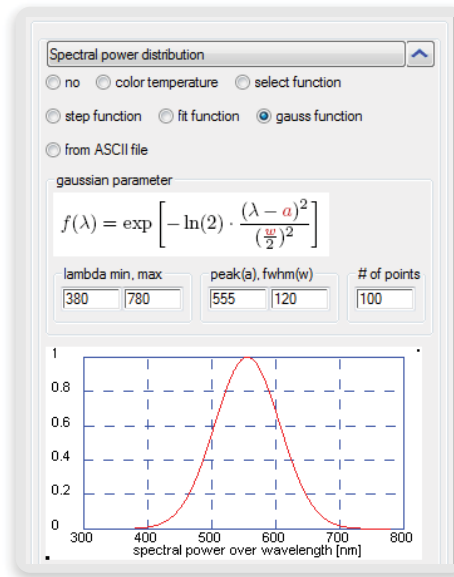 Spectral power distribution
no color temperature select function
step function fit function gauss function
from ASCII file
gaussian parameter
f(λ) = exp [ − ln(2) · (λ − a)² / (w/2)² ]
lambda min, max peak(a), fwhm(w) # of points
380 780 555 120 100
1
0.8
0.6
0.4
0.2
0
300 400 500 600 700 800
spectral power over wavelength [nm]